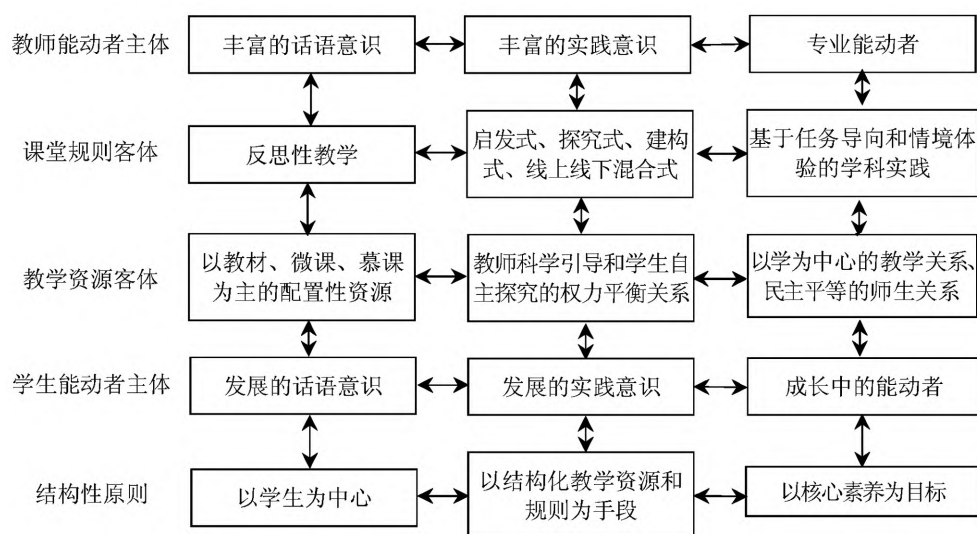 教师能动者主体
丰富的话语意识
丰富的实践意识
专业能动者
课堂规则客体
反思性教学
启发式、探究式、建构
式、线上线下混合式
基于任务导向和情境体
验的学科实践
教学资源客体
以教材、微课、慕课
为主的配置性资源
教师科学引导和学生自
主探究的权力平衡关系
以学为中心的教学关系、
民主平等的师生关系
学生能动者主体
发展的话语意识
发展的实践意识
成长中的能动者
结构性原则
以学生为中心
以结构化教学资源和
规则为手段
以核心素养为目标